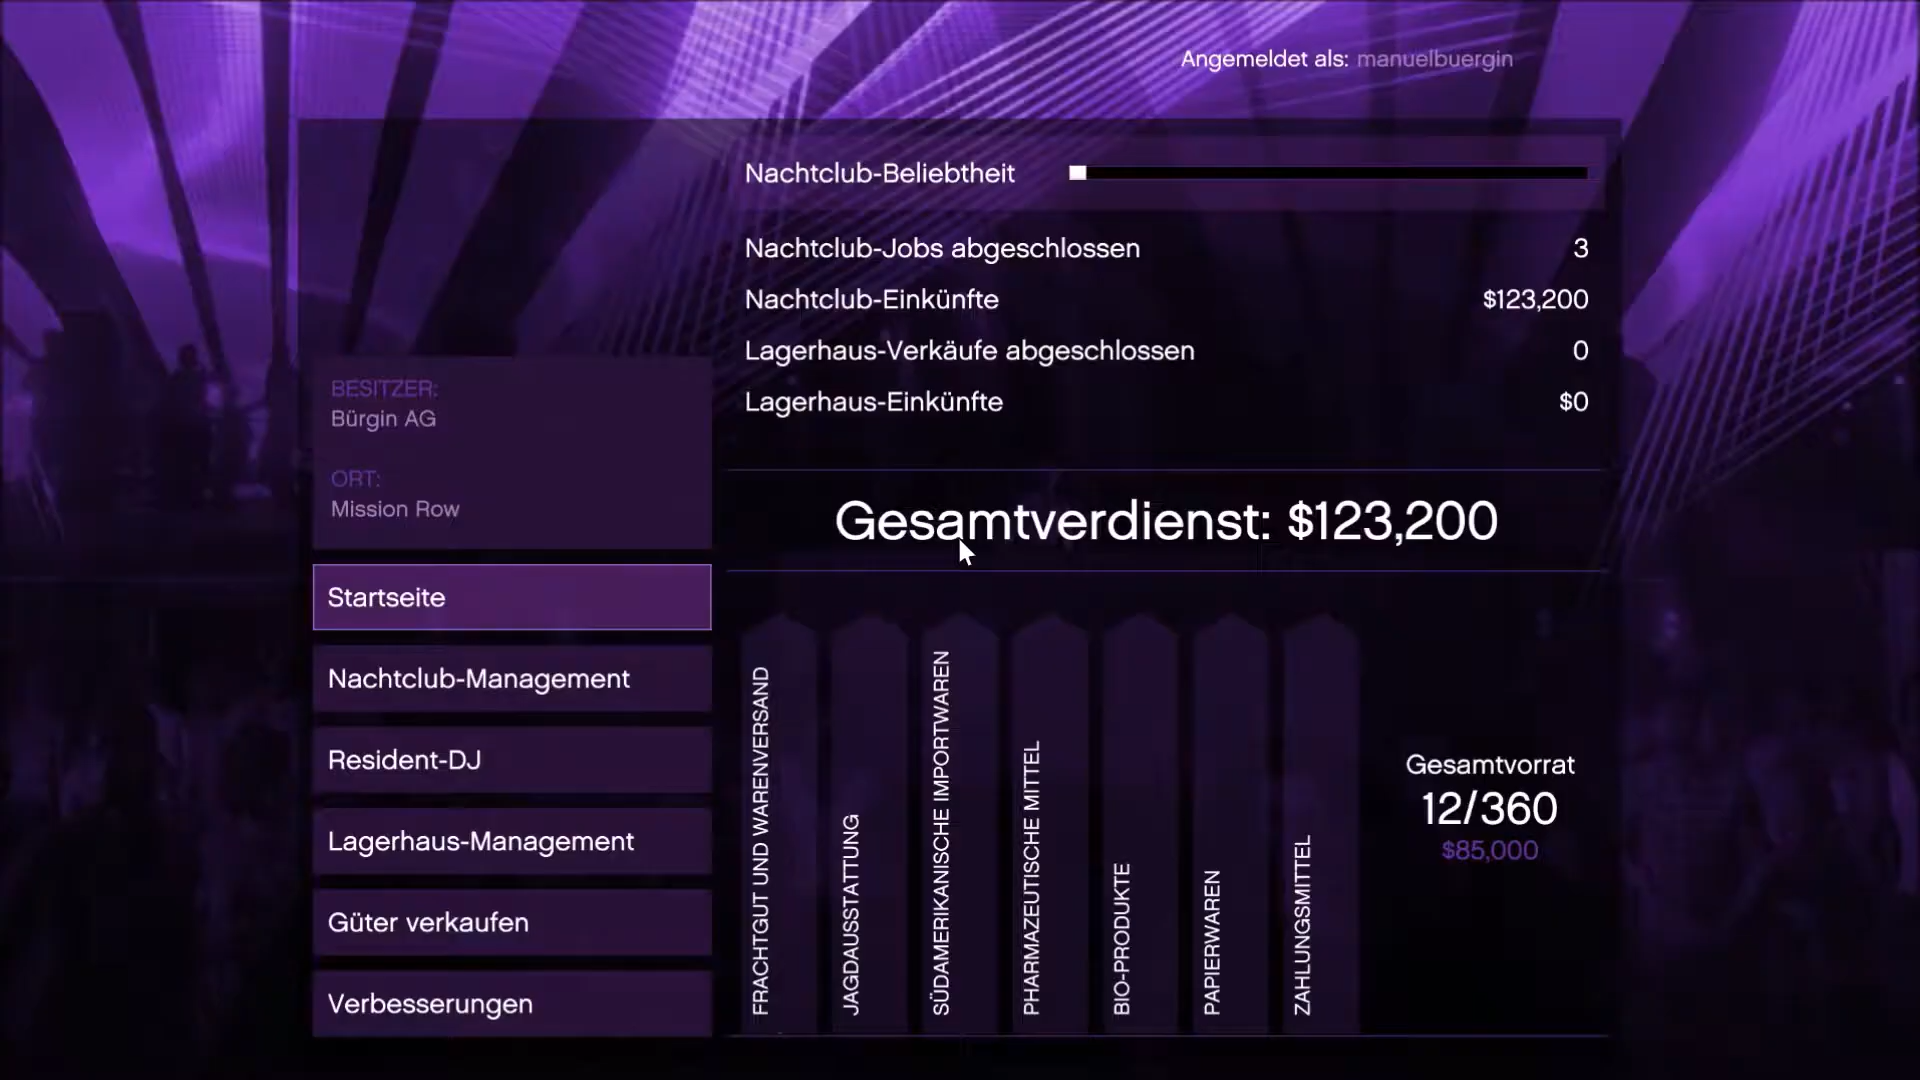 Angemeldet als: manuelbuergin
Nachtclub-Beliebtheit
Nachtclub-Jobs abgeschlossen 3
Nachtclub-Einkünfte $123,200
Lagerhaus-Verkäufe abgeschlossen 0
Lagerhaus-Einkünfte $0
BESITZER:
Bürgin AG
ORT:
Mission Row
Gesamtverdienst: $123,200
Startseite
Nachtclub-Management
Resident-DJ
Lagerhaus-Management
Güter verkaufen
Verbesserungen
FRACHTGUT UND WARENVERSAND
JAGDAUSSTATTUNG
SÜDAMERIKANISCHE IMPORTWAREN
PHARMAZEUTISCHE MITTEL
BIO-PRODUKTE
PAPIERWAREN
ZAHLUNGSMITTEL
Gesamtvorrat
12/360
$85,000